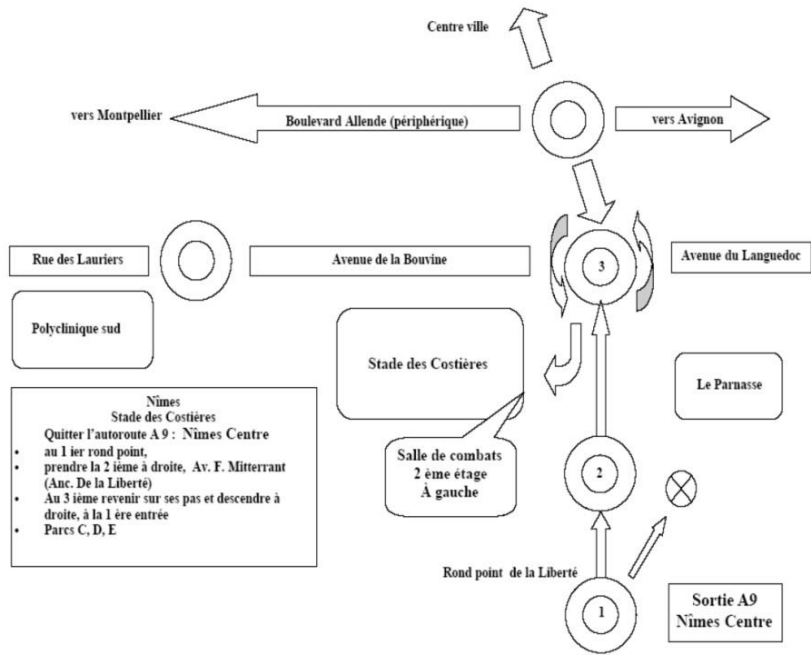 Centre ville
vers Montpellier
Boulevard Allende (périphérique)
vers Avignon
Rue des Lauriers
Avenue de la Bouvine
3
Avenue du Languedoc
Polyclinique sud
Stade des Costières
Le Parnasse
Nîmes
Stade des Costières
Quitter l'autoroute A 9 : Nîmes Centre
• au 1 ier rond point,
• prendre la 2 ième à droite, Av. F. Mitterrant
(Anc. De la Liberté)
• Au 3 ième revenir sur ses pas et descendre à
droite, à la 1 ère entrée
• Parcs C, D, E
Salle de combats
2 ème étage
À gauche
2
Rond point de la Liberté
1
Sortie A9
Nîmes Centre